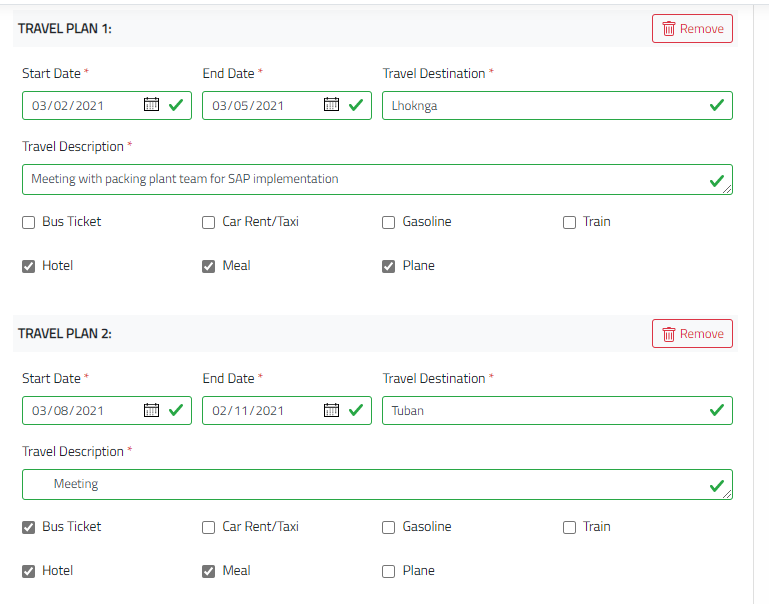 TRAVEL PLAN 1: Remove
Start Date * End Date * Travel Destination *
03/02/2021 03/05/2021 Lhoknga
Travel Description *
Meeting with packing plant team for SAP implementation
Bus Ticket Car Rent/Taxi Gasoline Train
Hotel Meal Plane
TRAVEL PLAN 2: Remove
Start Date * End Date * Travel Destination *
03/08/2021 02/11/2021 Tuban
Travel Description *
Meeting
Bus Ticket Car Rent/Taxi Gasoline Train
Hotel Meal Plane